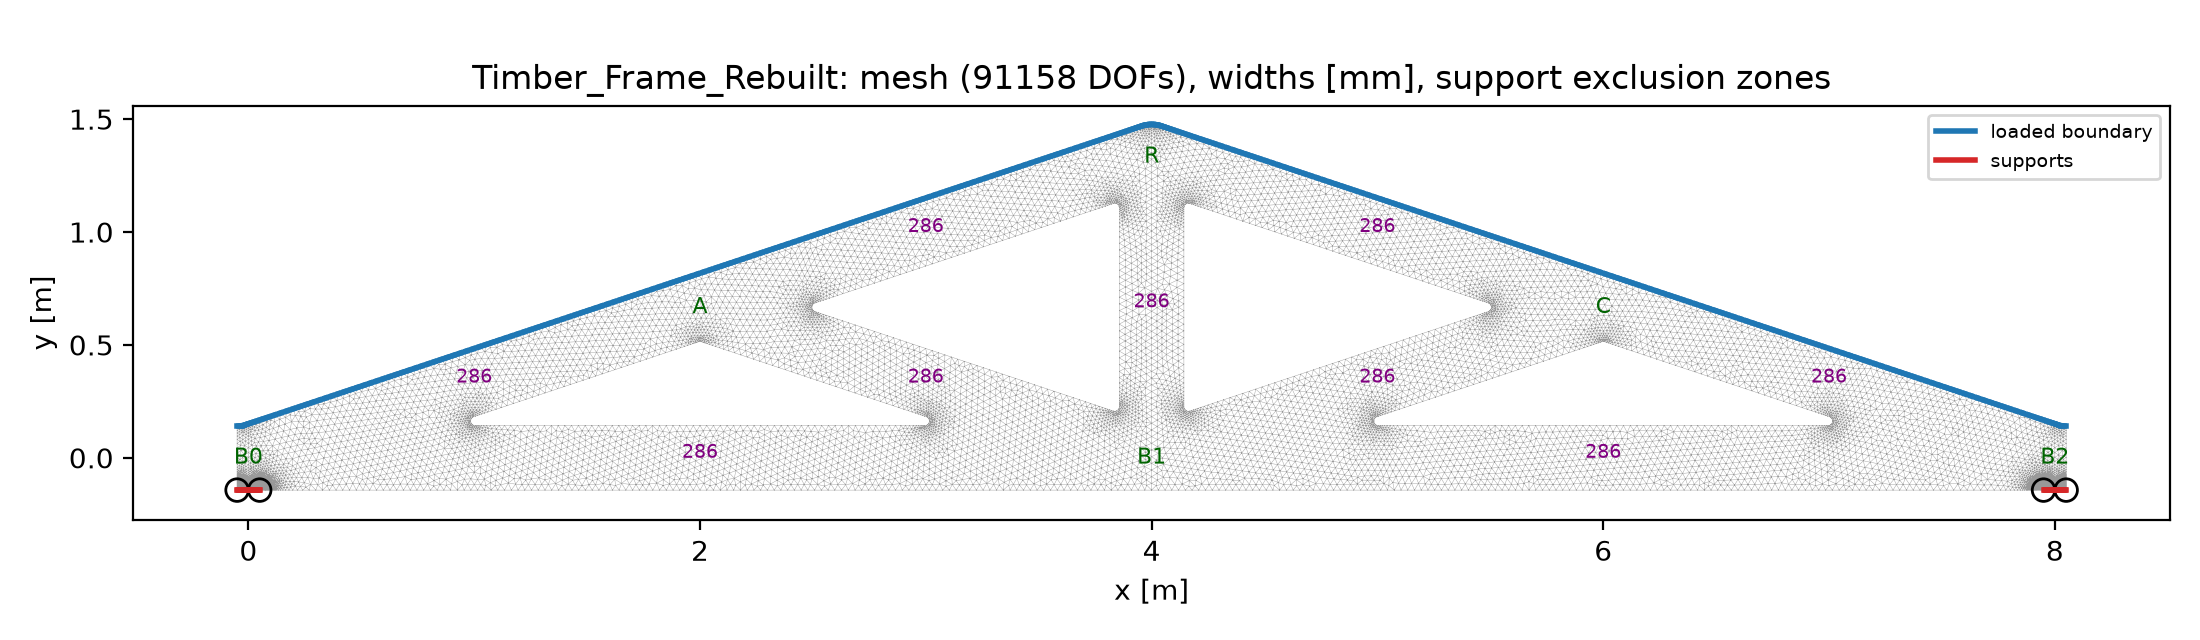 Timber_Frame_Rebuilt: mesh (91158 DOFs), widths [mm], support exclusion zones
loaded boundary
supports
1.5
1.0
0.5
0.0
y [m]
R
286
286
A
286
C
286
286
286
286
B0
286
B1
286
B2
0
2
4
6
8
x [m]